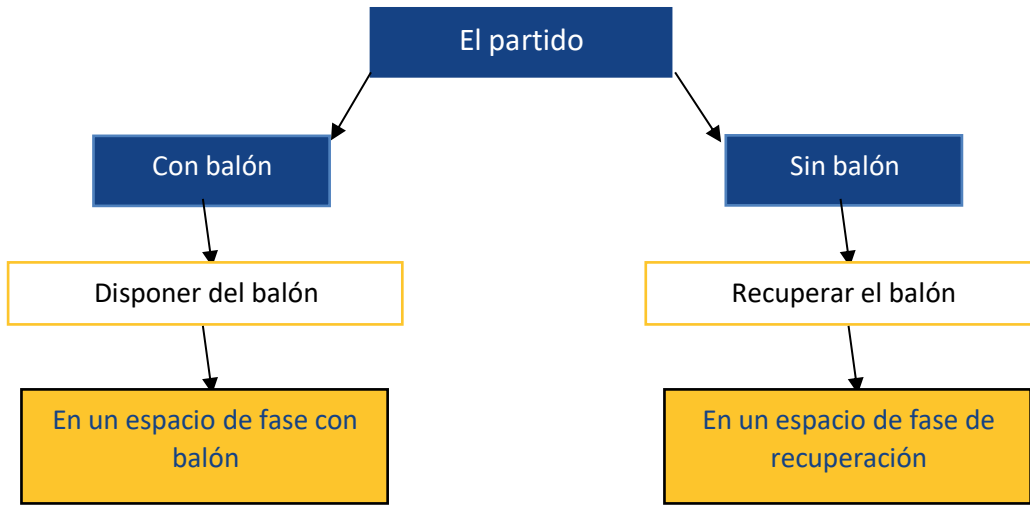 El partido
Con balón
Sin balón
Disponer del balón
Recuperar el balón
En un espacio de fase con
balón
En un espacio de fase de
recuperación